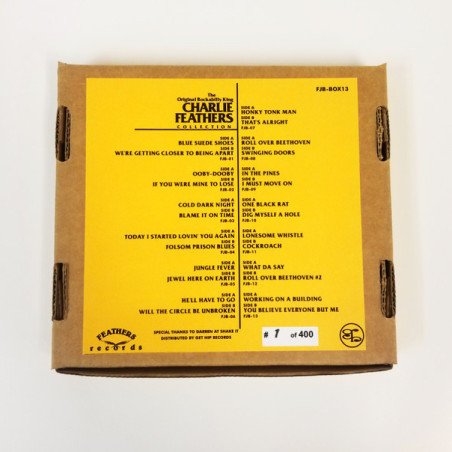 The
Original Rockabilly King
CHARLIE
FEATHERS
COLLECTION
FJR-BOX13
SIDE A
BLUE SUEDE SHOES
SIDE B
WE'RE GETTING CLOSER TO BEING APART
FJR-01
SIDE A
OOBY-DOOBY
SIDE B
IF YOU WERE MINE TO LOSE
FJR-02
SIDE A
COLD DARK NIGHT
SIDE B
BLAME IT ON TIME
FJR-03
SIDE A
TODAY I STARTED LOVIN' YOU AGAIN
SIDE B
FOLSOM PRISON BLUES
FJR-04
SIDE A
JUNGLE FEVER
SIDE B
JEWEL HERE ON EARTH
FJR-05
SIDE A
HE'LL HAVE TO GO
SIDE B
WILL THE CIRCLE BE UNBROKEN
FJR-06
SIDE A
HONKY TONK MAN
SIDE B
THAT'S ALRIGHT
FJR-07
SIDE A
ROLL OVER BEETHOVEN
SIDE B
SWINGING DOORS
FJR-08
SIDE A
IN THE PINES
SIDE B
I MUST MOVE ON
FJR-09
SIDE A
ONE BLACK RAT
SIDE B
DIG MYSELF A HOLE
FJR-10
SIDE A
LONESOME WHISTLE
SIDE B
COCKROACH
FJR-11
SIDE A
WHAT DA SAY
SIDE B
ROLL OVER BEETHOVEN #2
FJR-12
SIDE A
WORKING ON A BUILDING
SIDE B
YOU BELIEVE EVERYONE BUT ME
FJR-13
FEATHERS
records
SPECIAL THANKS TO DARREN AT SHAKE IT
DISTRIBUTED BY GET HIP RECORDS
# 1 of 400